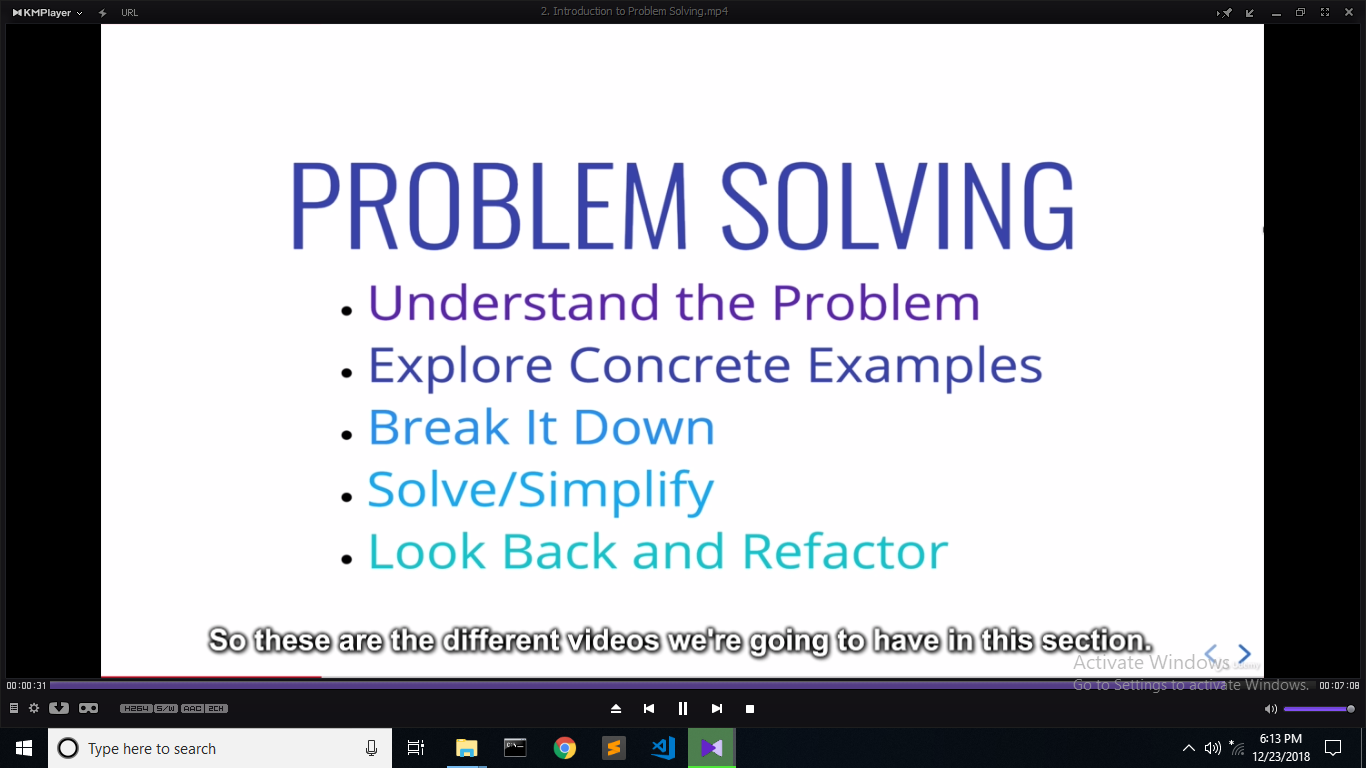 KMPlayer
URL
2. Introduction to Problem Solving.mp4
PROBLEM SOLVING
• Understand the Problem
• Explore Concrete Examples
• Break It Down
• Solve/Simplify
• Look Back and Refactor
So these are the different videos we're going to have in this section.
Activate Windows
Go to Settings to activate Windows.
00:00:31
00:07:08
H264 S/W AAC 2CH
Type here to search
6:13 PM
12/23/2018